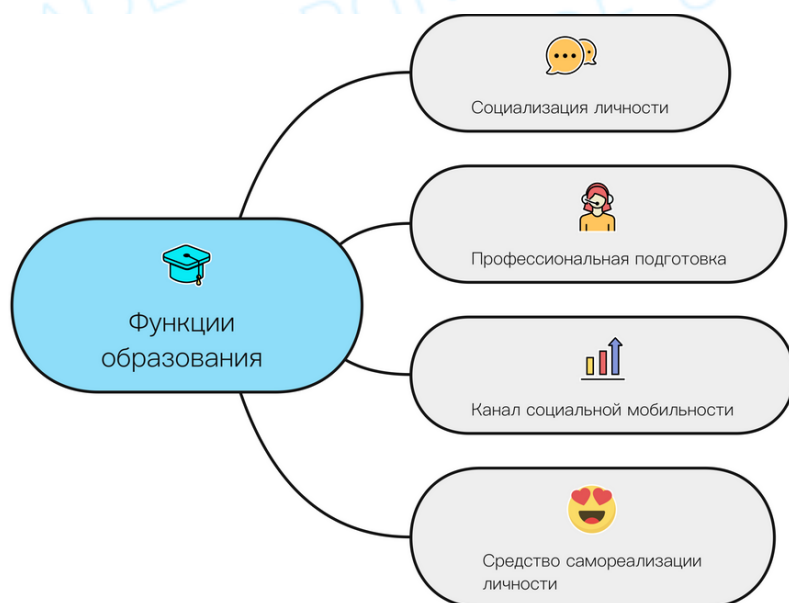 Социализация личности
Профессиональная подготовка
Функции
образования
Канал социальной мобильности
Средство самореализации
личности